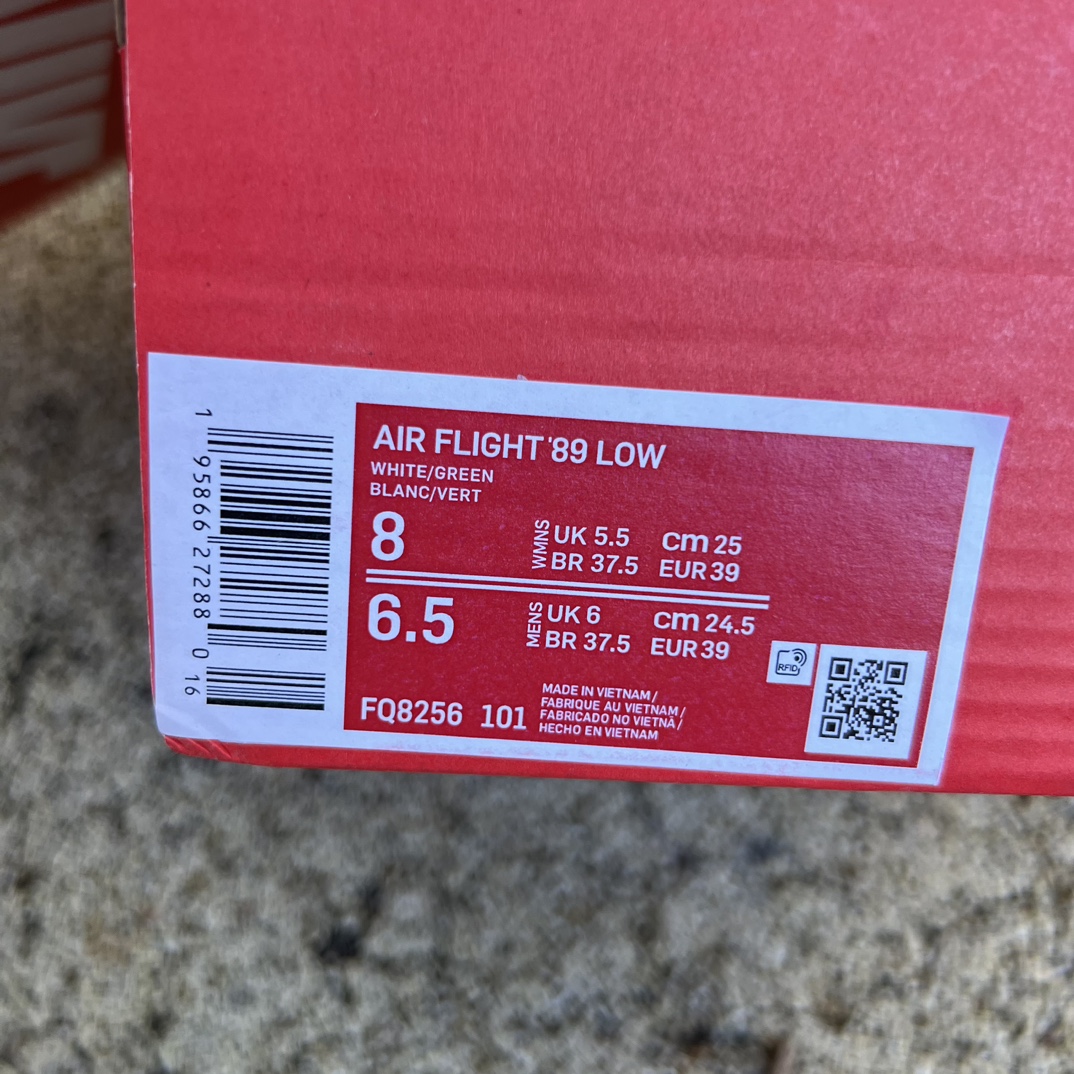 AIR FLIGHT '89 LOW
WHITE/GREEN
BLANC/VERT
8 WMNS UK 5.5 cm 25
BR 37.5 EUR 39
6.5 MENS UK 6 cm 24.5
BR 37.5 EUR 39
FQ8256 101
MADE IN VIETNAM /
FABRIQUE AU VIETNAM /
FABRICADO NO VIETNÃ /
HECHO EN VIETNAM
RFID
1 95866 27288 0 16